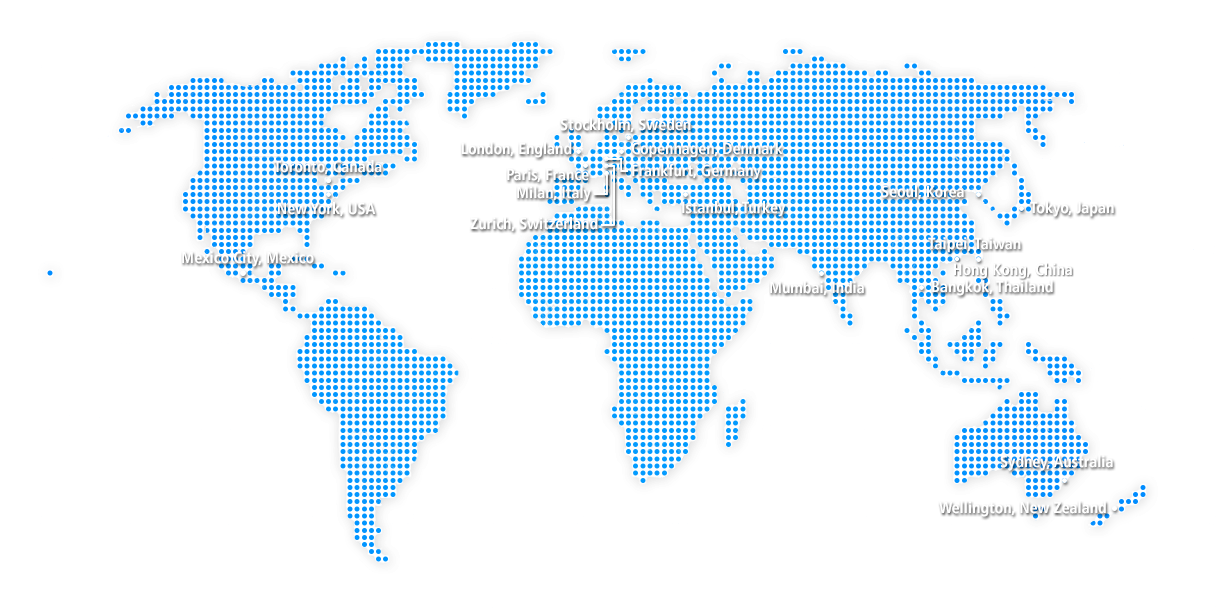 Stockholm, Sweden
London, England
Copenhagen, Denmark
Toronto, Canada
Paris, France
Frankfurt, Germany
Milan, Italy
Seoul, Korea
New York, USA
Istanbul, Turkey
Tokyo, Japan
Zurich, Switzerland
Taipei, Taiwan
Mexico City, Mexico
Hong Kong, China
Mumbai, India
Bangkok, Thailand
Sydney, Australia
Wellington, New Zealand